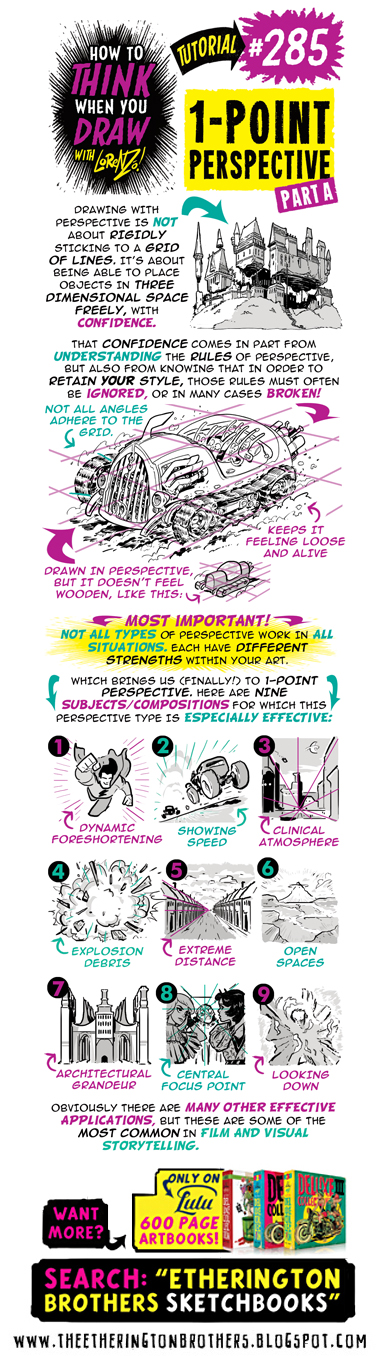 HOW TO
THINK
WHEN YOU
DRAW
WITH LORENZO!
TUTORIAL
#285
1-POINT
PERSPECTIVE
PART A
DRAWING WITH
PERSPECTIVE IS NOT
ABOUT RIGIDLY
STICKING TO A GRID
OF LINES. IT'S ABOUT
BEING ABLE TO PLACE
OBJECTS IN THREE
DIMENSIONAL SPACE
FREELY, WITH
CONFIDENCE.
THAT CONFIDENCE COMES IN PART FROM
UNDERSTANDING THE RULES OF PERSPECTIVE,
BUT ALSO FROM KNOWING THAT IN ORDER TO
RETAIN YOUR STYLE, THOSE RULES MUST OFTEN
BE IGNORED, OR IN MANY CASES BROKEN!
NOT ALL ANGLES
ADHERE TO THE
GRID.
KEEPS IT
FEELING LOOSE
AND ALIVE
DRAWN IN PERSPECTIVE,
BUT IT DOESN'T FEEL
WOODEN, LIKE THIS:
MOST IMPORTANT!
NOT ALL TYPES OF PERSPECTIVE WORK IN ALL
SITUATIONS. EACH HAVE DIFFERENT
STRENGTHS WITHIN YOUR ART.
WHICH BRINGS US (FINALLY!) TO 1-POINT
PERSPECTIVE. HERE ARE NINE
SUBJECTS/COMPOSITIONS FOR WHICH THIS
PERSPECTIVE TYPE IS ESPECIALLY EFFECTIVE:
1
DYNAMIC
FORESHORTENING
2
SHOWING
SPEED
3
CLINICAL
ATMOSPHERE
4
EXPLOSION
DEBRIS
5
EXTREME
DISTANCE
6
OPEN
SPACES
7
ARCHITECTURAL
GRANDEUR
8
CENTRAL
FOCUS POINT
9
LOOKING
DOWN
OBVIOUSLY THERE ARE MANY OTHER EFFECTIVE
APPLICATIONS, BUT THESE ARE SOME OF THE
MOST COMMON IN FILM AND VISUAL
STORYTELLING.
WANT
MORE?
ONLY ON
Lulu
600 PAGE
ARTBOOKS!
DELUXE
III
SEARCH: "ETHERINGTON
BROTHERS SKETCHBOOKS"
WWW.THEETHERINGTONBROTHERS.BLOGSPOT.COM